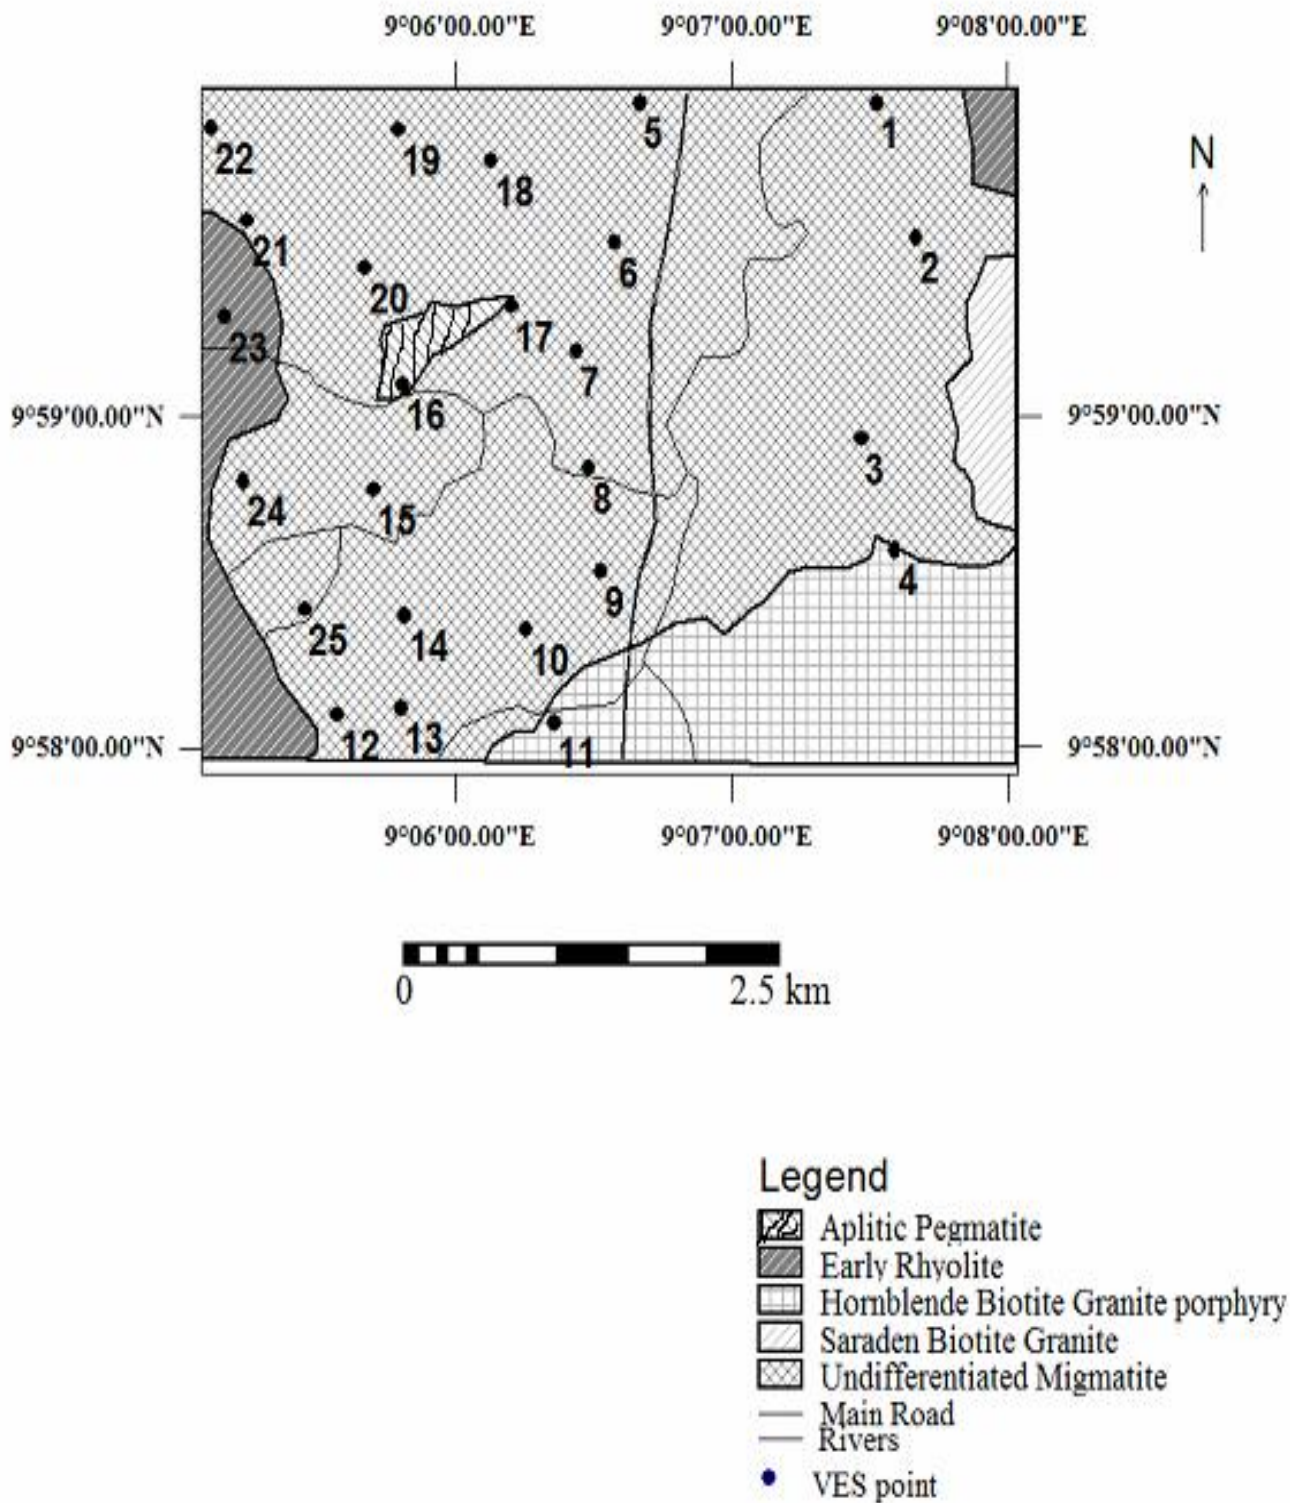 9°06'00.00"E 9°07'00.00"E 9°08'00.00"E
N
5 1
22 19
18
21 6 2
20
23 17
7
9°59'00.00"N 16 9°59'00.00"N
3
24 15 8
4
9
25 14 10
9°58'00.00"N 12 13 11 9°58'00.00"N
9°06'00.00"E 9°07'00.00"E 9°08'00.00"E
0 2.5 km
Legend
Aplitic Pegmatite
Early Rhyolite
Hornblende Biotite Granite porphyry
Saraden Biotite Granite
Undifferentiated Migmatite
Main Road
Rivers
VES point